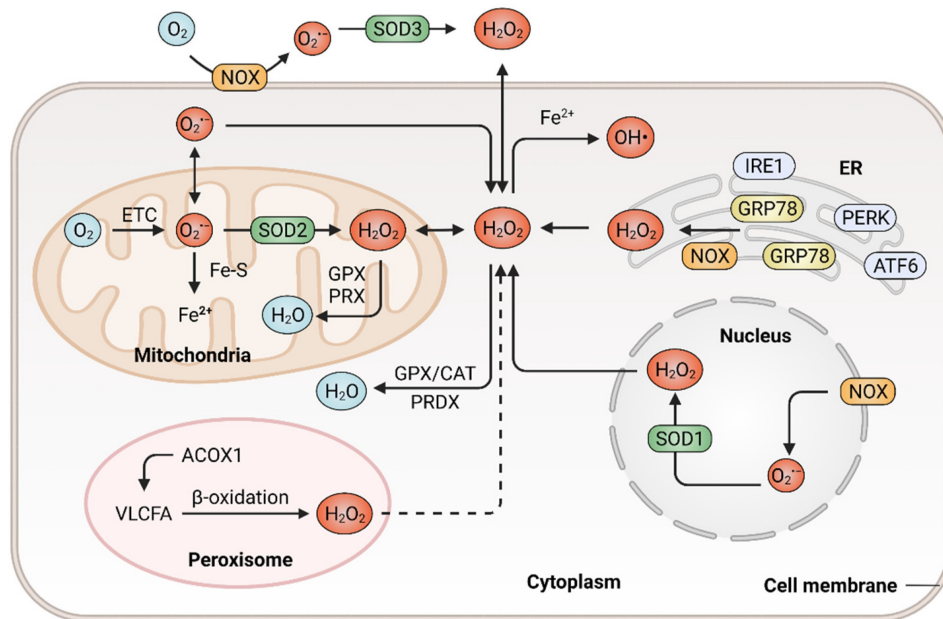 O₂
NOX
O₂•−
SOD3
H₂O₂
O₂•−
Fe²⁺
OH•
IRE1
ER
GRP78
PERK
O₂
ETC
O₂•−
SOD2
H₂O₂
H₂O₂
H₂O₂
NOX
GRP78
ATF6
Fe-S
GPX
PRX
Fe²⁺
H₂O
Mitochondria
Nucleus
H₂O₂
NOX
H₂O
GPX/CAT
PRDX
SOD1
O₂•−
ACOX1
VLCFA
β-oxidation
H₂O₂
Peroxisome
Cytoplasm
Cell membrane